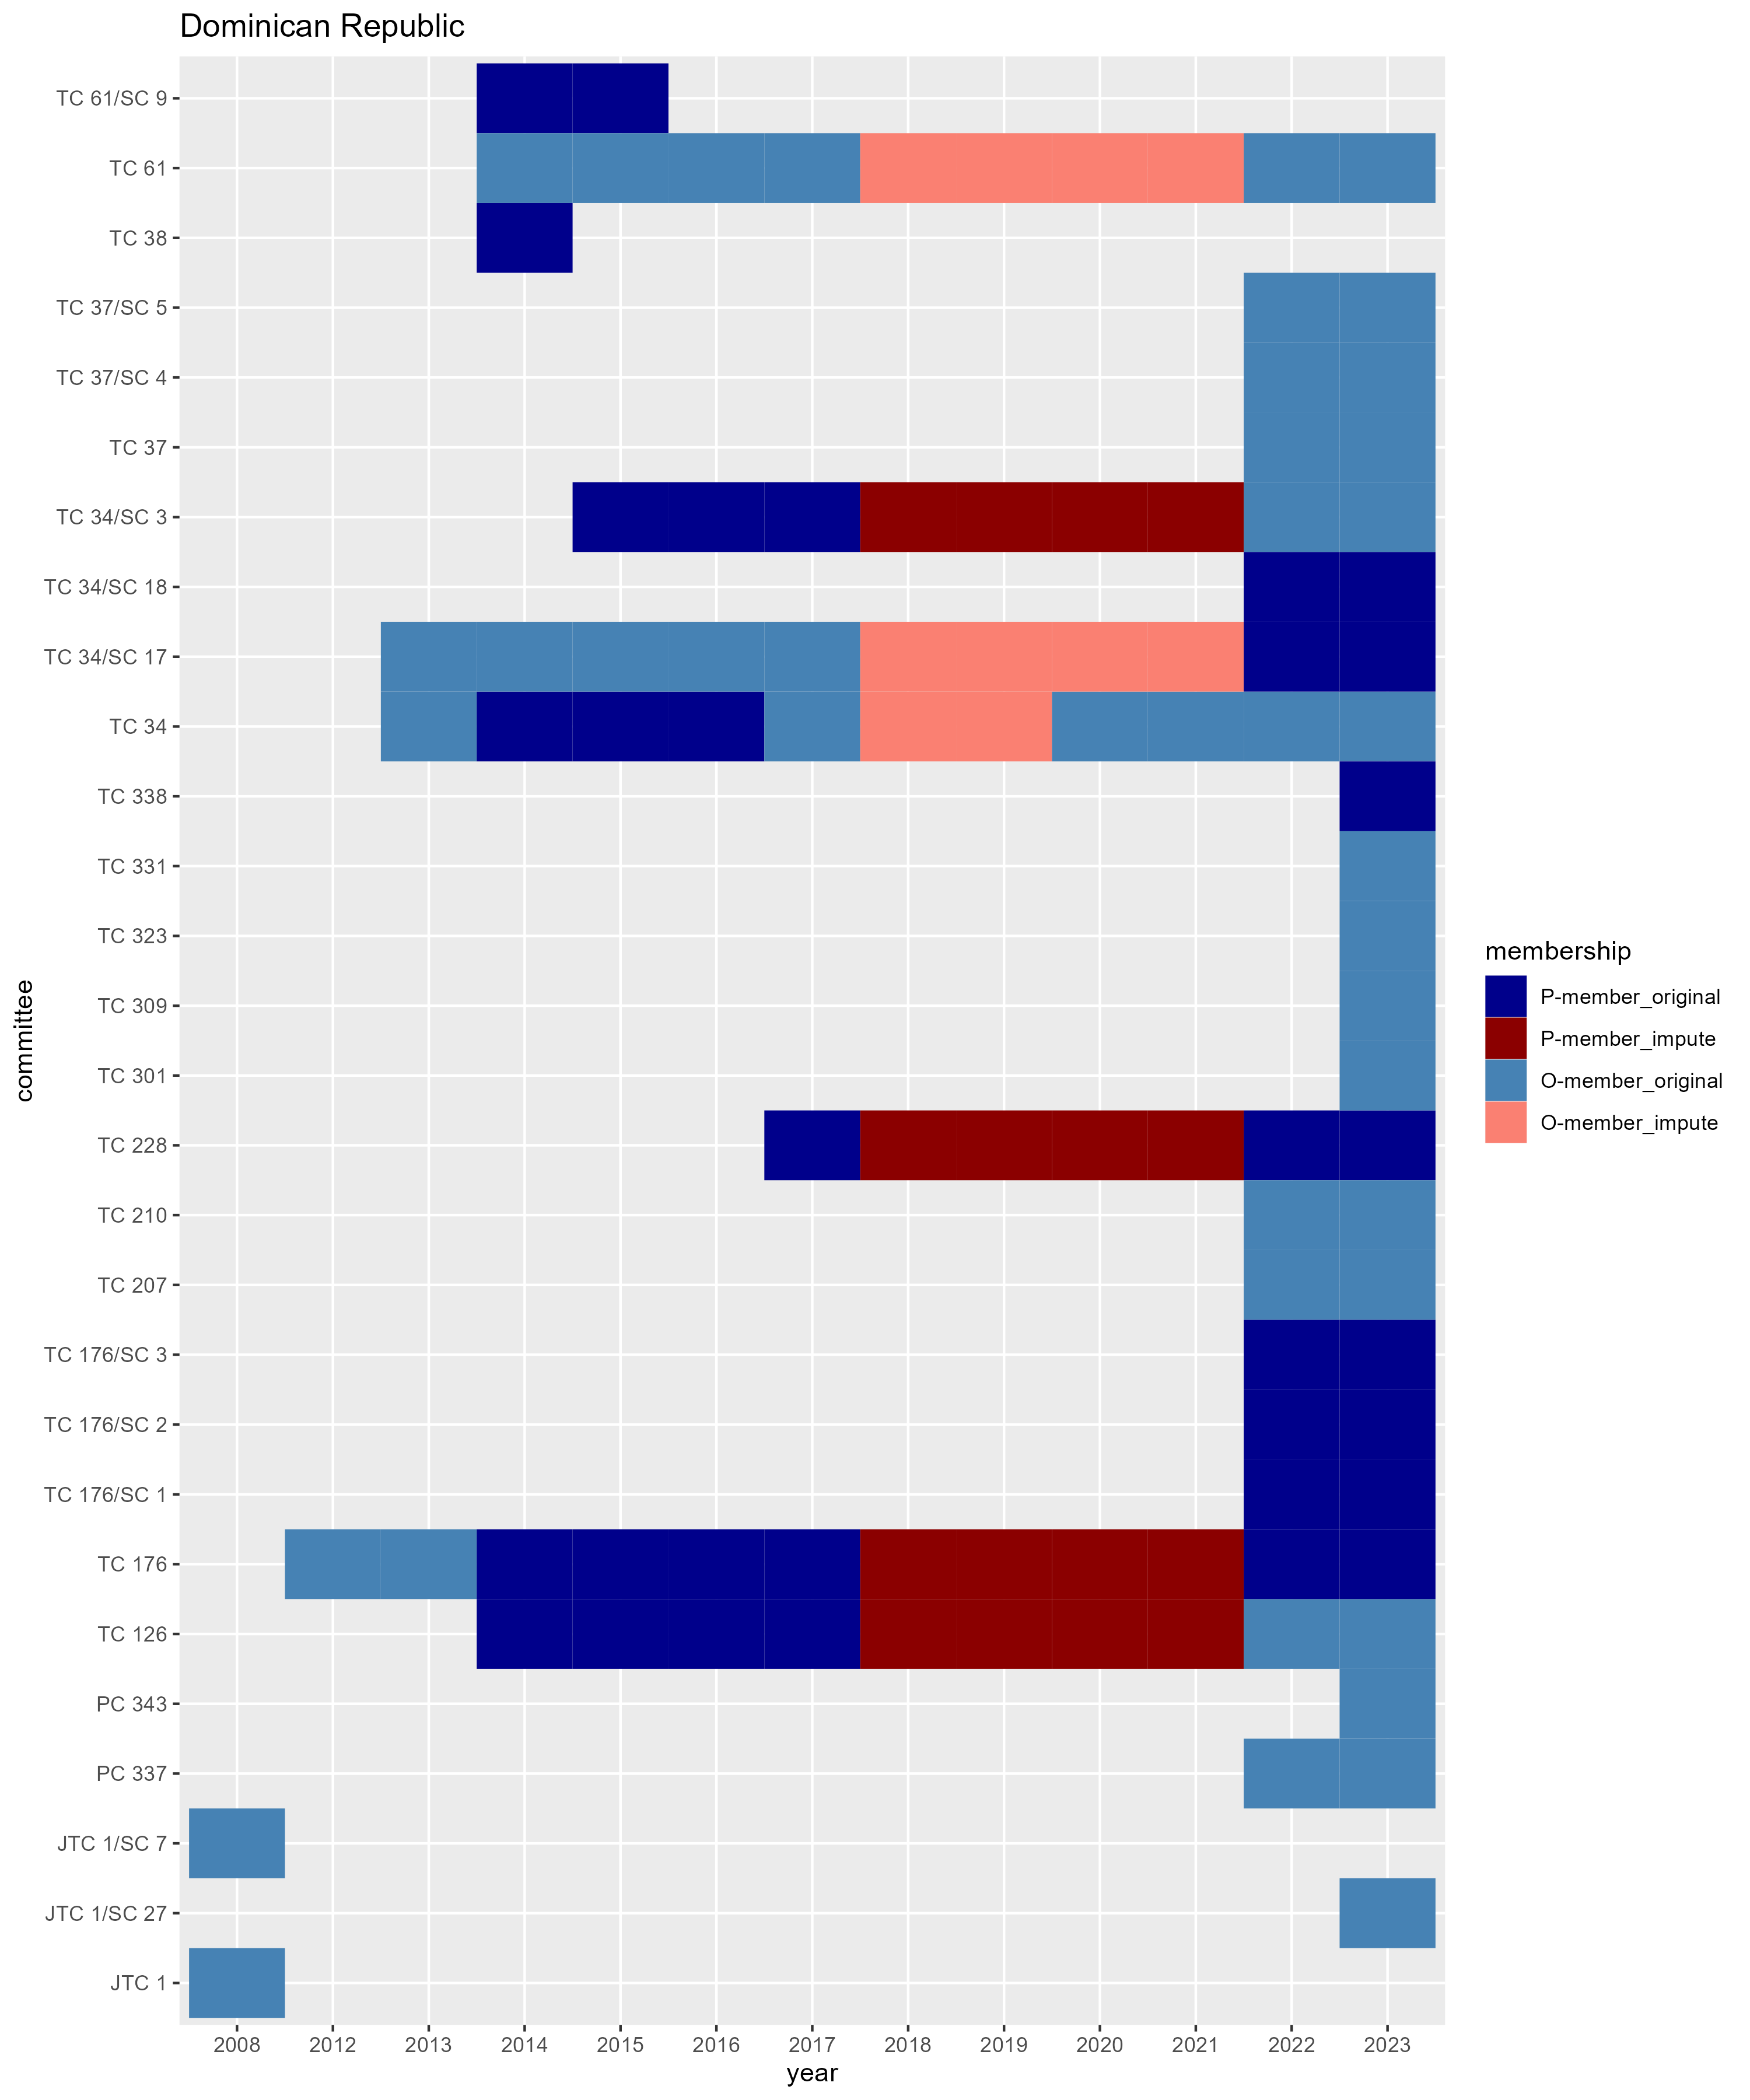 Dominican Republic
TC 61/SC 9
TC 61
TC 38
TC 37/SC 5
TC 37/SC 4
TC 37
TC 34/SC 3
TC 34/SC 18
TC 34/SC 17
TC 34
TC 338
TC 331
TC 323
TC 309
TC 301
TC 228
TC 210
TC 207
TC 176/SC 3
TC 176/SC 2
TC 176/SC 1
TC 176
TC 126
PC 343
PC 337
JTC 1/SC 7
JTC 1/SC 27
JTC 1
committee
2008 2012 2013 2014 2015 2016 2017 2018 2019 2020 2021 2022 2023
year
membership
P-member_original
P-member_impute
O-member_original
O-member_impute